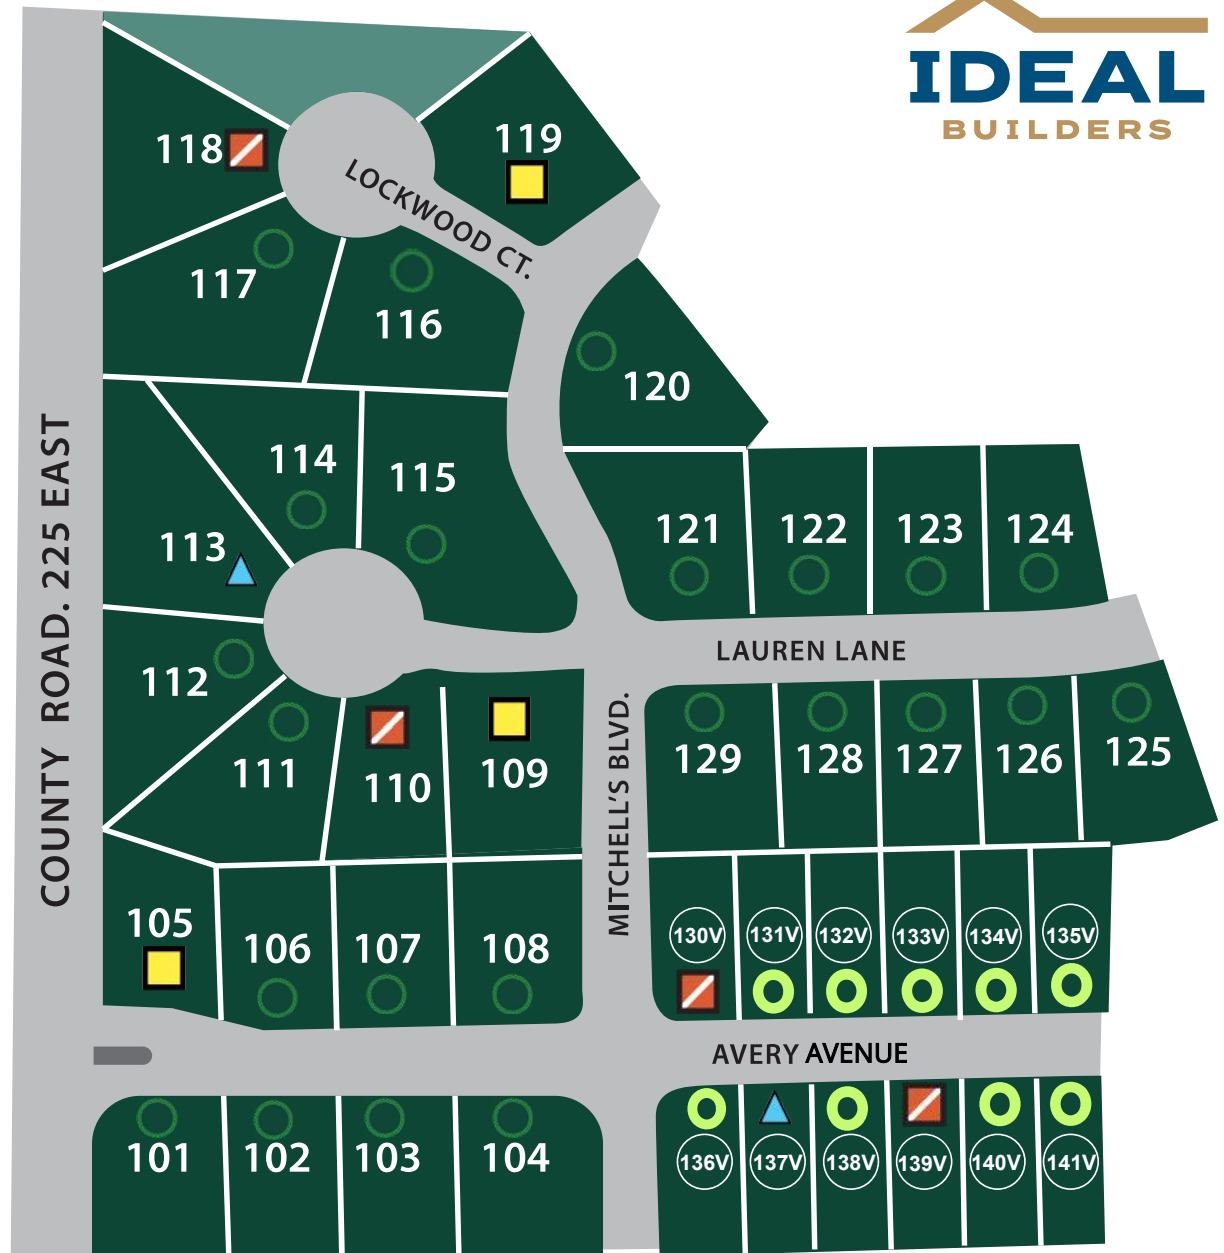 IDEAL
BUILDERS
118
119
LOCKWOOD CT.
117
116
120
COUNTY ROAD. 225 EAST
114
115
113
121
122
123
124
LAUREN LANE
112
111
110
109
MITCHELL'S BLVD.
129
128
127
126
125
105
106
107
108
130V
131V
132V
133V
134V
135V
AVERY AVENUE
101
102
103
104
136V
137V
138V
139V
140V
141V